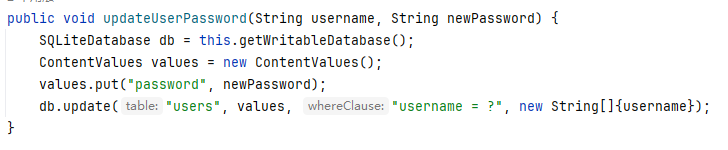 public void updateUserPassword(String username, String newPassword) {
    SQLiteDatabase db = this.getWritableDatabase();
    ContentValues values = new ContentValues();
    values.put("password", newPassword);
    db.update( table: "users", values, whereClause: "username = ?", new String[]{username});
}